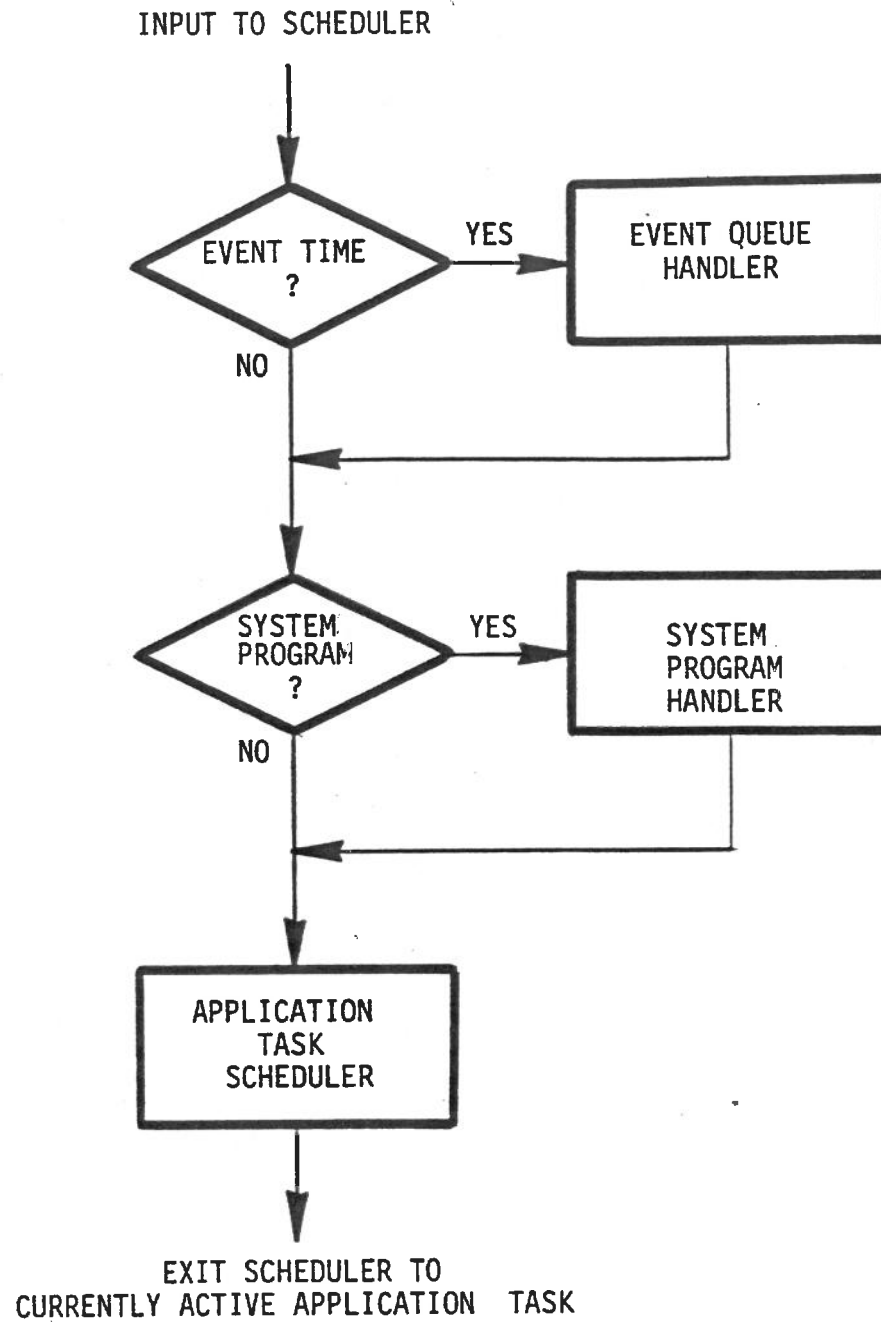 INPUT TO SCHEDULER
EVENT TIME
?
YES
EVENT QUEUE
HANDLER
NO
SYSTEM
PROGRAM
?
YES
SYSTEM
PROGRAM
HANDLER
NO
APPLICATION
TASK
SCHEDULER
EXIT SCHEDULER TO
CURRENTLY ACTIVE APPLICATION TASK